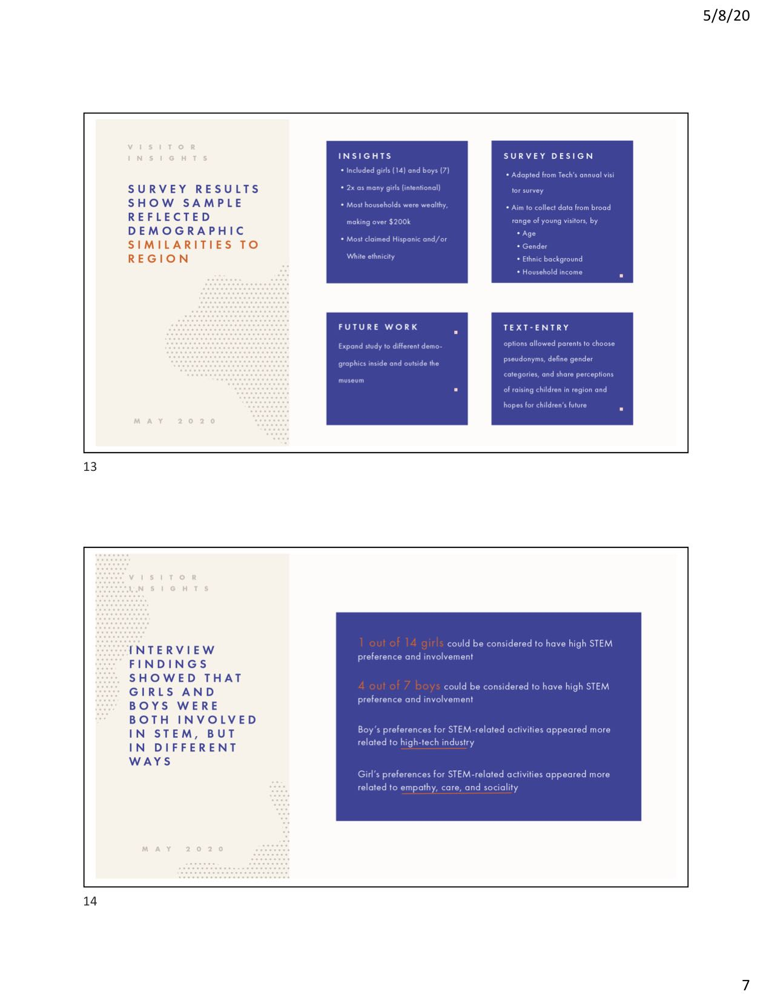 5/8/20
VISITOR
INSIGHTS
SURVEY RESULTS
SHOW SAMPLE
REFLECTED
DEMOGRAPHIC
SIMILARITIES TO
REGION
MAY 2020
INSIGHTS
• Included girls (14) and boys (7)
• 2x as many girls (intentional)
• Most households were wealthy,
making over $200k
• Most claimed Hispanic and/or
White ethnicity
SURVEY DESIGN
• Adapted from Tech's annual visi
tor survey
• Aim to collect data from broad
range of young visitors, by
• Age
• Gender
• Ethnic background
• Household income
FUTURE WORK
Expand study to different demo-
graphics inside and outside the
museum
TEXT-ENTRY
options allowed parents to choose
pseudonyms, define gender
categories, and share perceptions
of raising children in region and
hopes for children's future
13
VISITOR
INSIGHTS
INTERVIEW
FINDINGS
SHOWED THAT
GIRLS AND
BOYS WERE
BOTH INVOLVED
IN STEM, BUT
IN DIFFERENT
WAYS
MAY 2020
1 out of 14 girls could be considered to have high STEM
preference and involvement
4 out of 7 boys could be considered to have high STEM
preference and involvement
Boy's preferences for STEM-related activities appeared more
related to high-tech industry
Girl's preferences for STEM-related activities appeared more
related to empathy, care, and sociality
14
7